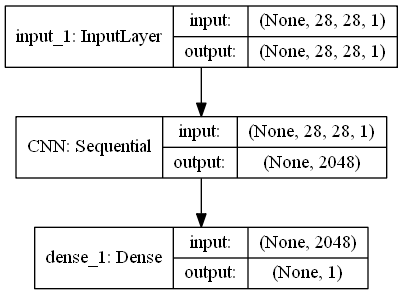 input_1: InputLayer
input: (None, 28, 28, 1)
output: (None, 28, 28, 1)
CNN: Sequential
input: (None, 28, 28, 1)
output: (None, 2048)
dense_1: Dense
input: (None, 2048)
output: (None, 1)